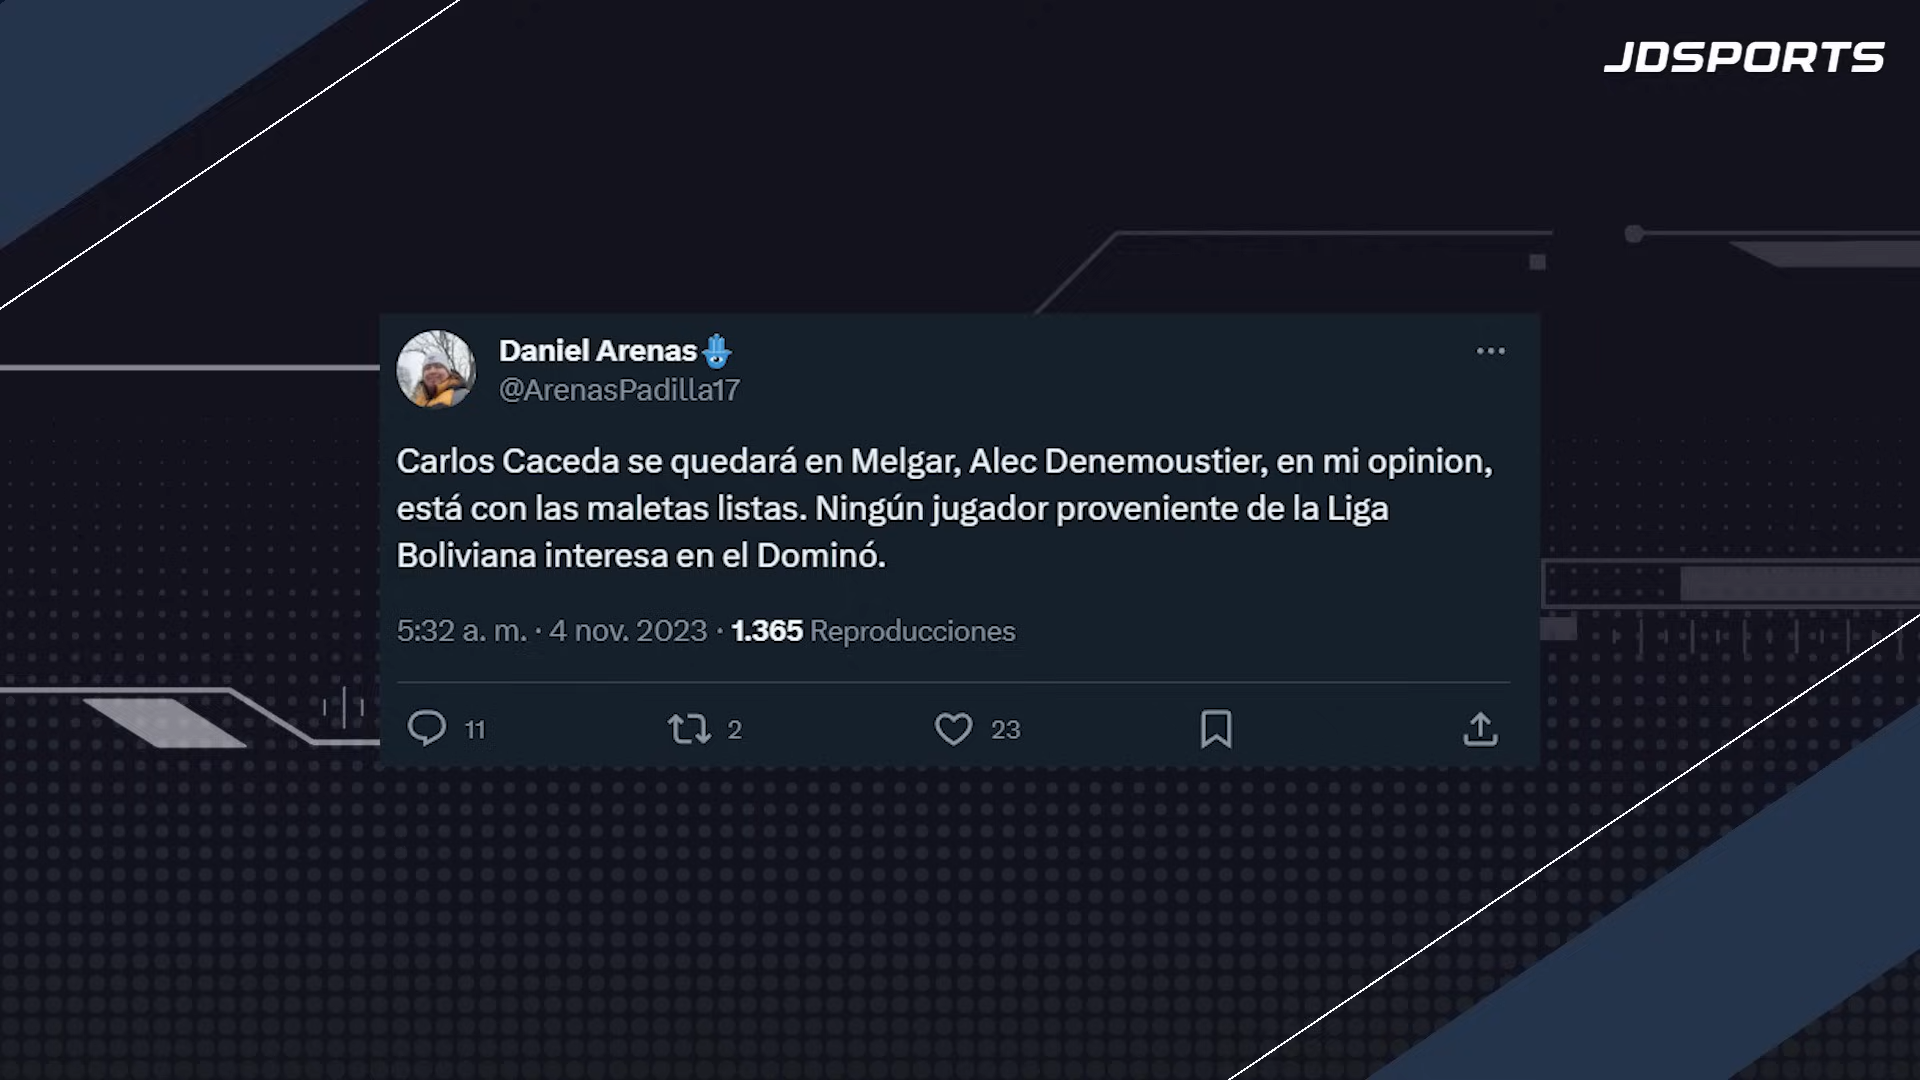 JDSPORTS
Daniel Arenas🪬
@ArenasPadilla17
Carlos Caceda se quedará en Melgar, Alec Denemoustier, en mi opinion,
está con las maletas listas. Ningún jugador proveniente de la Liga
Boliviana interesa en el Dominó.
5:32 a. m. · 4 nov. 2023 · 1.365 Reproducciones
11 2 23